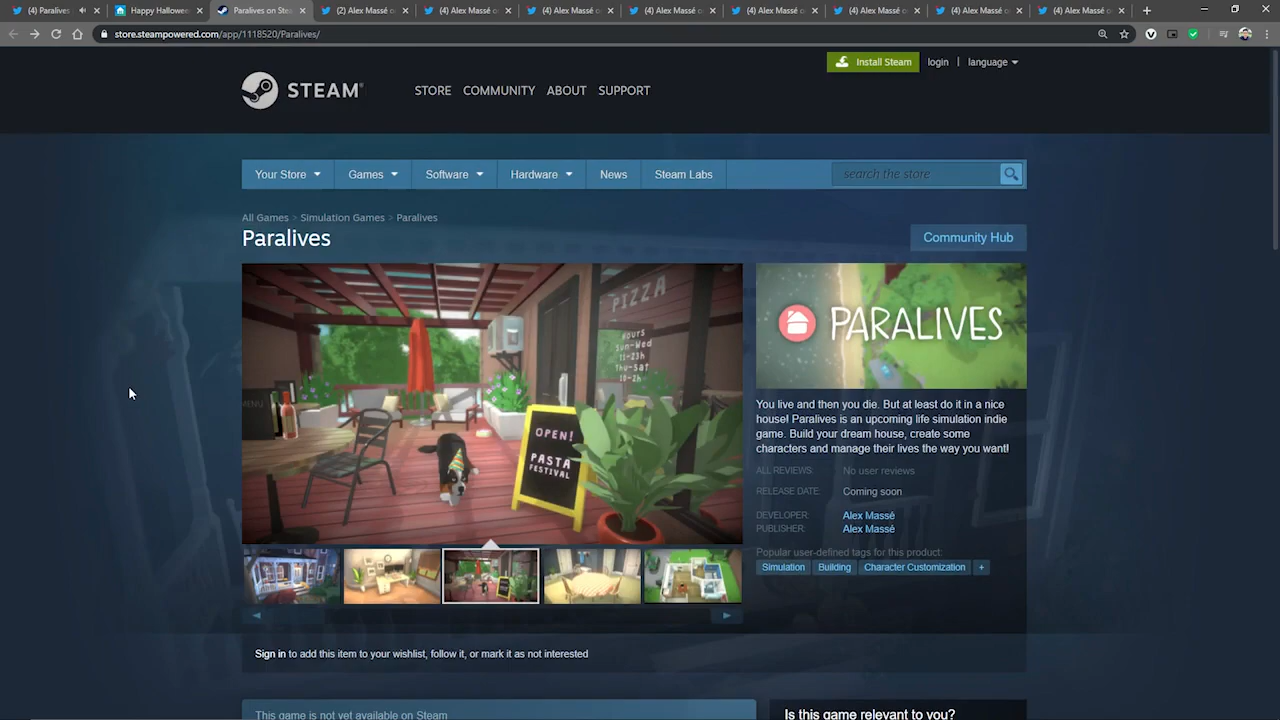 (4) Paralives
Happy Hallowee
Paralives on Stea
(2) Alex Massé
(4) Alex Massé
(4) Alex Massé
(4) Alex Massé
(4) Alex Massé
(4) Alex Massé
(4) Alex Massé
(4) Alex Massé
store.steampowered.com/app/1118520/Paralives/
Install Steam
login | language
STEAM
STORE COMMUNITY ABOUT SUPPORT
Your Store Games Software Hardware News Steam Labs
search the store
All Games > Simulation Games > Paralives
Paralives
Community Hub
PIZZA
HOURS
Sun-Wed
11-23h
Thu-Sat
10-2h
MENU
OPEN!
PASTA
FESTIVAL
PARALIVES
You live and then you die. But at least do it in a nice
house! Paralives is an upcoming life simulation indie
game. Build your dream house, create some
characters and manage their lives the way you want!
ALL REVIEWS: No user reviews
RELEASE DATE: Coming soon
DEVELOPER: Alex Massé
PUBLISHER: Alex Massé
Popular user-defined tags for this product:
Simulation Building Character Customization +
Sign in to add this item to your wishlist, follow it, or mark it as not interested
This game is not yet available on Steam
Is this game relevant to you?